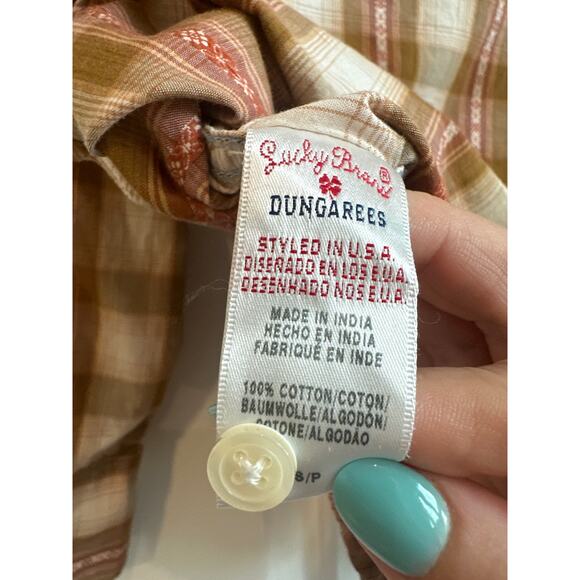 Lucky Brand®
DUNGAREES
STYLED IN U.S.A.
DISEÑADO EN LOS E.U.A.
DESENHADO NOS E.U.A.
MADE IN INDIA
HECHO EN INDIA
FABRIQUÉ EN INDE
100% COTTON/COTON/
BAUMWOLLE/ALGODÓN/
COTONE/ALGODÃO
S/P